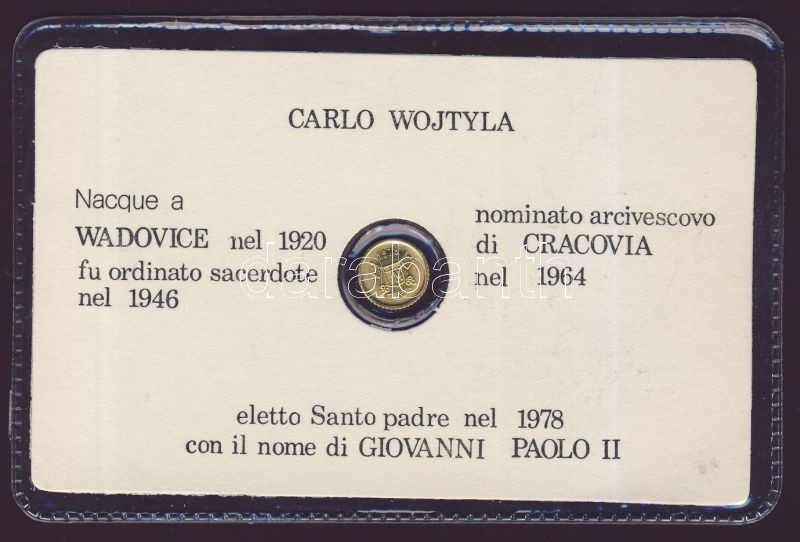 CARLO WOJTYLA
Nacque a
WADOVICE nel 1920
fu ordinato sacerdote
nel 1946
nominato arcivescovo
di CRACOVIA
nel 1964
eletto Santo padre nel 1978
con il nome di GIOVANNI PAOLO II
darabanth